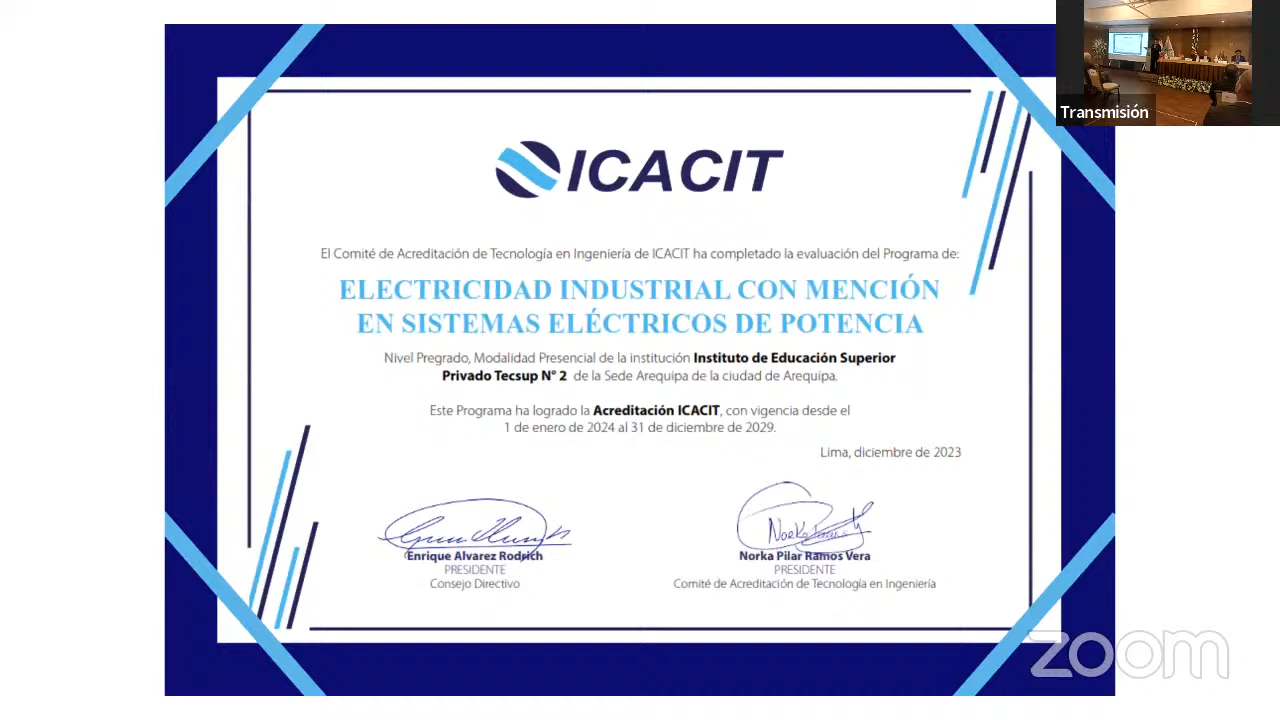 Transmisión
ICACIT
El Comité de Acreditación de Tecnología en Ingeniería de ICACIT ha completado la evaluación del Programa de:
ELECTRICIDAD INDUSTRIAL CON MENCIÓN
EN SISTEMAS ELÉCTRICOS DE POTENCIA
Nivel Pregrado, Modalidad Presencial de la institución Instituto de Educación Superior
Privado Tecsup N° 2 de la Sede Arequipa de la ciudad de Arequipa.
Este Programa ha logrado la Acreditación ICACIT, con vigencia desde el
1 de enero de 2024 al 31 de diciembre de 2029.
Lima, diciembre de 2023
Enrique Alvarez Rodrich
PRESIDENTE
Consejo Directivo
Norka Pilar Ramos Vera
PRESIDENTE
Comité de Acreditación de Tecnología en Ingeniería
zoom